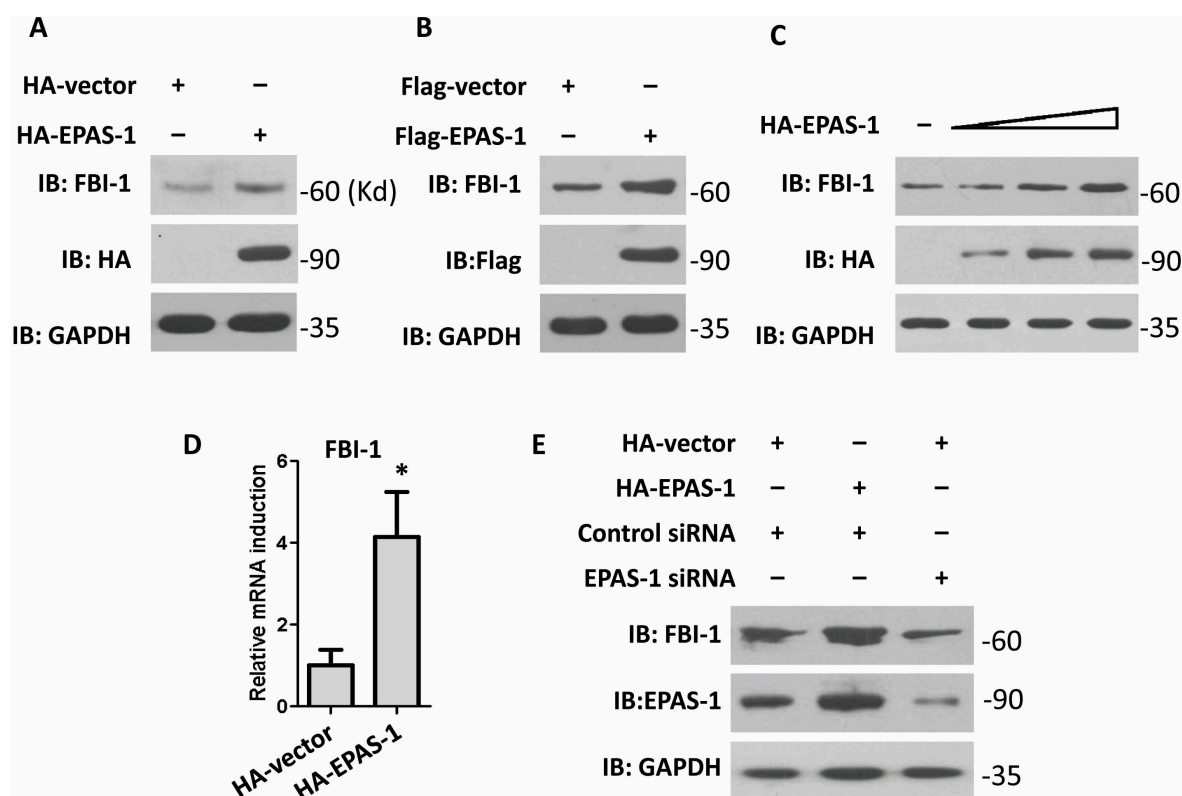 A
HA-vector + –
HA-EPAS-1 – +
IB: FBI-1 -60 (Kd)
IB: HA -90
IB: GAPDH -35
B
Flag-vector + –
Flag-EPAS-1 – +
IB: FBI-1 -60
IB:Flag -90
IB: GAPDH -35
C
HA-EPAS-1 –
IB: FBI-1 -60
IB: HA -90
IB: GAPDH -35
D
FBI-1
Relative mRNA induction
6
4
2
0
*
HA-vector
HA-EPAS-1
E
HA-vector + – +
HA-EPAS-1 – + –
Control siRNA + + –
EPAS-1 siRNA – – +
IB: FBI-1 -60
IB:EPAS-1 -90
IB: GAPDH -35